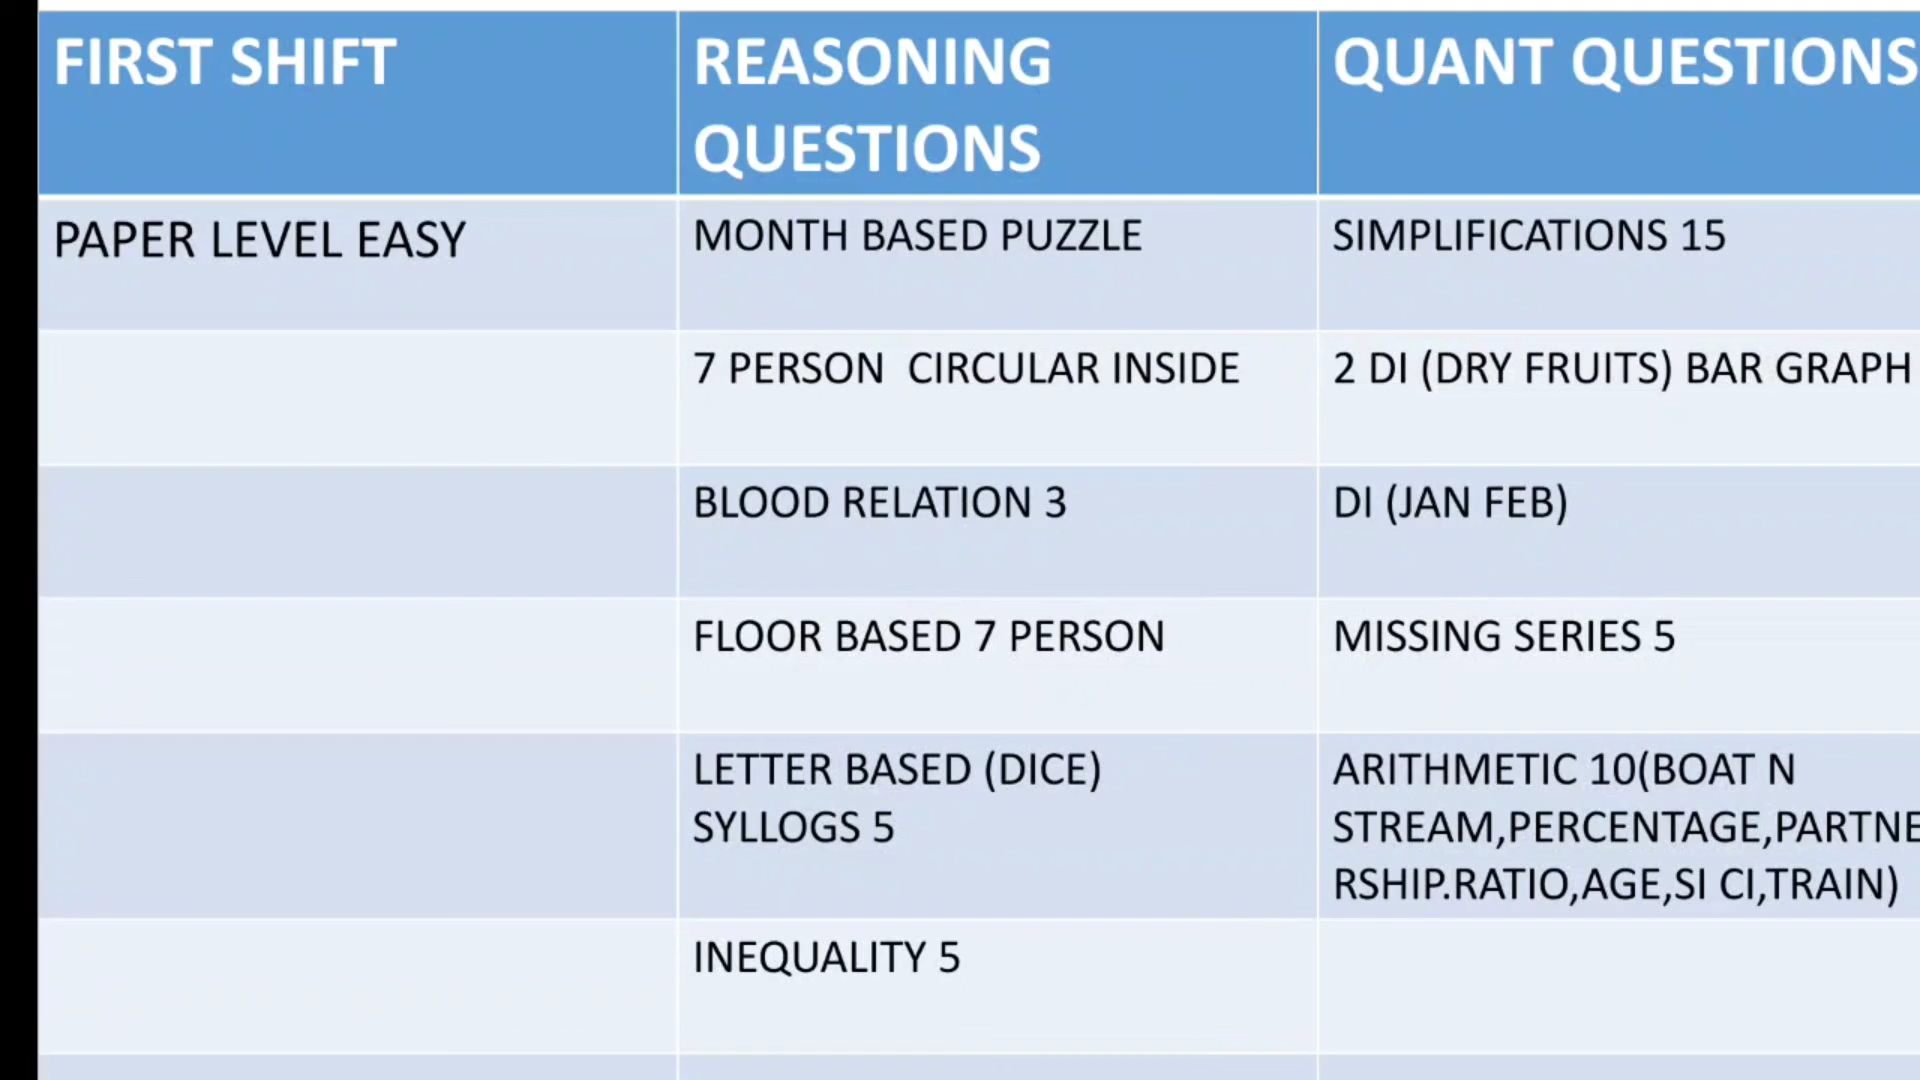 FIRST SHIFT
REASONING
QUESTIONS
QUANT QUESTIONS
PAPER LEVEL EASY
MONTH BASED PUZZLE
SIMPLIFICATIONS 15
7 PERSON  CIRCULAR INSIDE
2 DI (DRY FRUITS) BAR GRAPH
BLOOD RELATION 3
DI (JAN FEB)
FLOOR BASED 7 PERSON
MISSING SERIES 5
LETTER BASED (DICE)
SYLLOGS 5
ARITHMETIC 10(BOAT N
STREAM,PERCENTAGE,PARTNE
RSHIP.RATIO,AGE,SI CI,TRAIN)
INEQUALITY 5